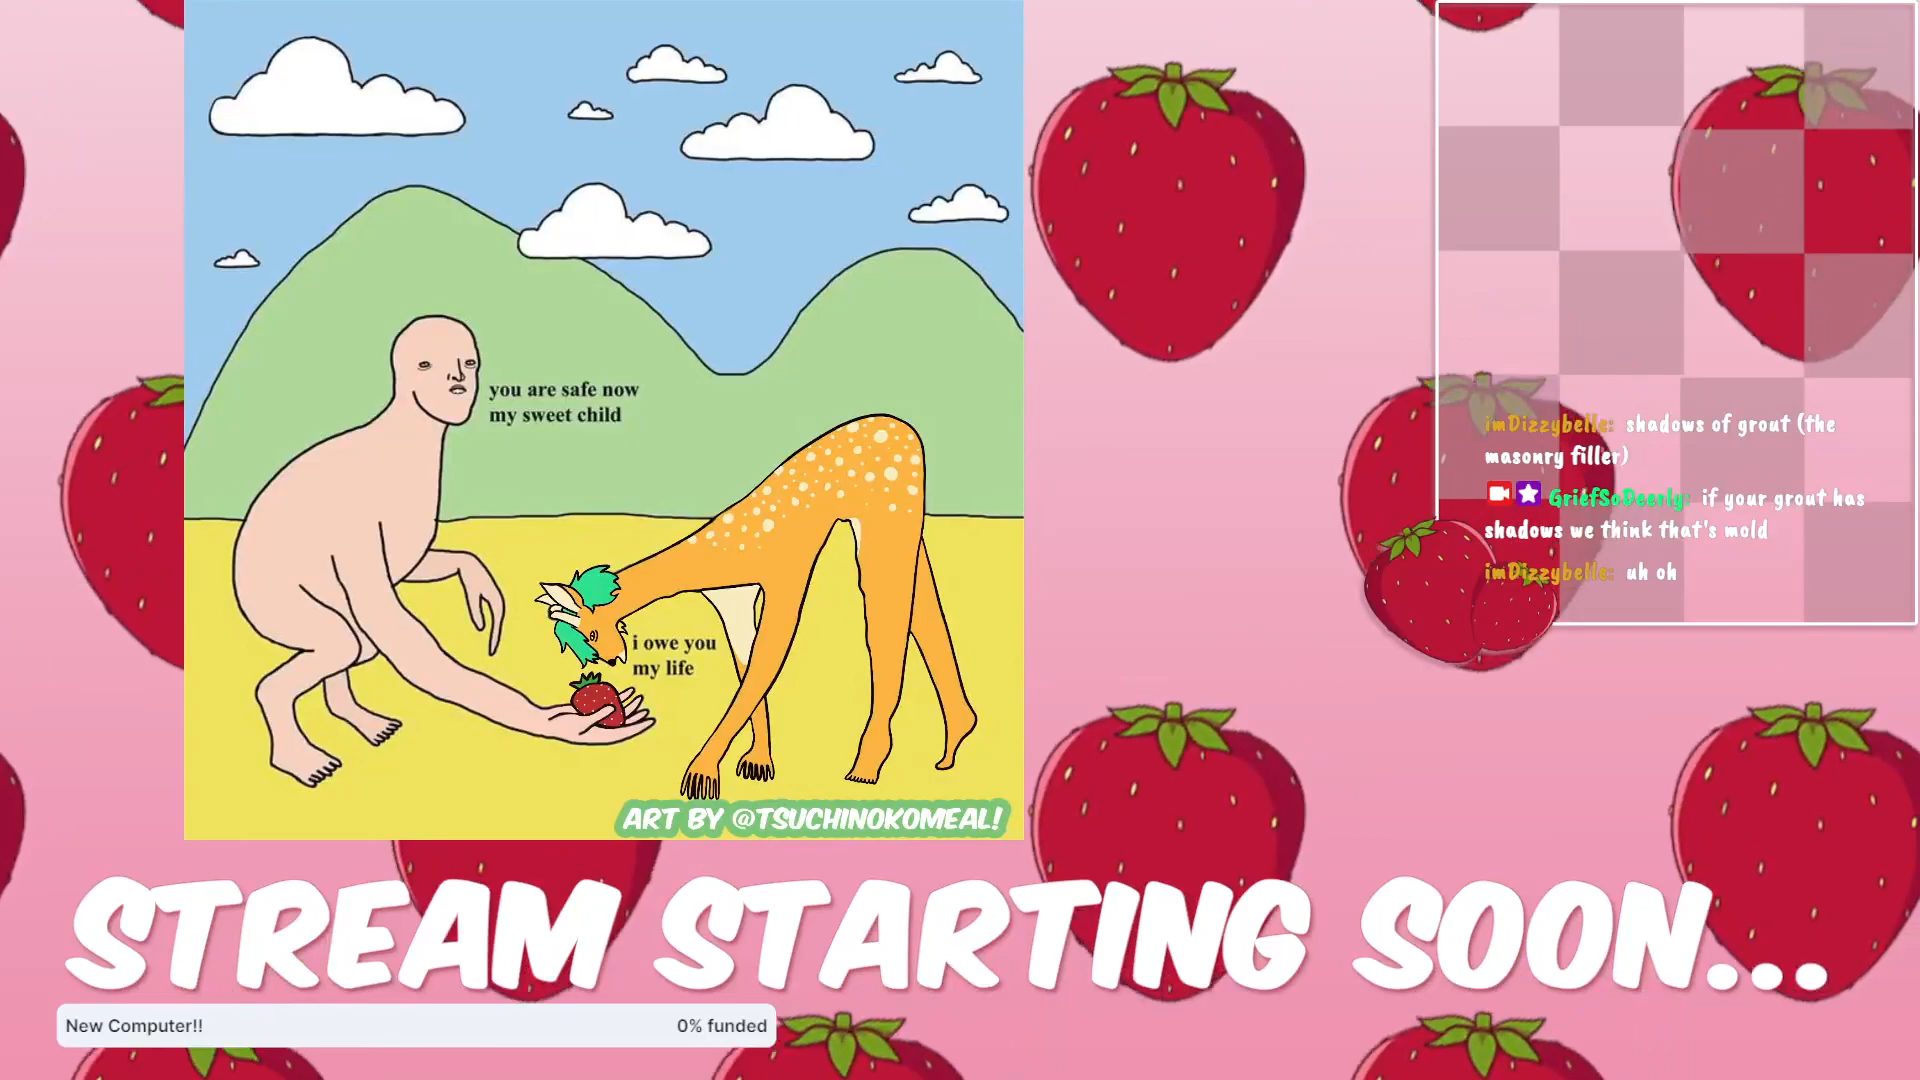 you are safe now
my sweet child
i owe you
my life
ART BY @TSUCHINOKOMEAL!
imDizzybelle: shadows of grout (the
masonry filler)
GriefSoDeerly: if your grout has
shadows we think that's mold
imDizzybelle: uh oh
STREAM STARTING SOON...
New Computer!! 0% funded